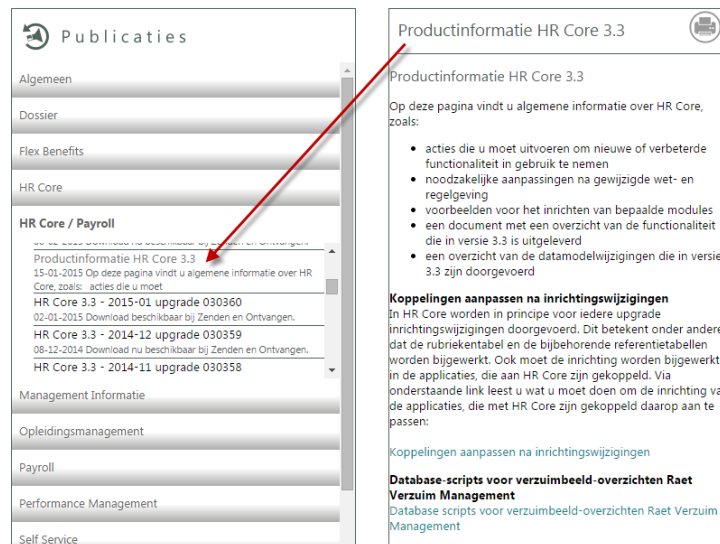 Publicaties
Algemeen
Dossier
Flex Benefits
HR Core
HR Core / Payroll
Productinformatie HR Core 3.3
15-01-2015 Op deze pagina vindt u algemene informatie over HR
Core, zoals: acties die u moet
HR Core 3.3 - 2015-01 upgrade 030360
02-01-2015 Download beschikbaar bij Zenden en Ontvangen.
HR Core 3.3 - 2014-12 upgrade 030359
08-12-2014 Download nu beschikbaar bij Zenden en Ontvangen.
HR Core 3.3 - 2014-11 upgrade 030358
Management Informatie
Opleidingsmanagement
Payroll
Performance Management
Self Service
Productinformatie HR Core 3.3
Productinformatie HR Core 3.3
Op deze pagina vindt u algemene informatie over HR Core,
zoals:
acties die u moet uitvoeren om nieuwe of verbeterde
functionaliteit in gebruik te nemen
noodzakelijke aanpassingen na gewijzigde wet- en
regelgeving
voorbeelden voor het inrichten van bepaalde modules
een document met een overzicht van de functionaliteit
die in versie 3.3 is uitgeleverd
een overzicht van de datamodelwijzigingen die in versie
3.3 zijn doorgevoerd
Koppelingen aanpassen na inrichtingswijzigingen
In HR Core worden in principe voor iedere upgrade
inrichtingswijzigingen doorgevoerd. Dit betekent onder andere
dat de rubriekentabel en de bijbehorende referentietabellen
worden bijgewerkt. Ook moet de inrichting worden bijgewerkt
in de applicaties, die aan HR Core zijn gekoppeld. Via
onderstaande link leest u wat u moet doen om de inrichting va
de applicaties, die met HR Core zijn gekoppeld daarop aan te
passen:
Koppelingen aanpassen na inrichtingswijzigingen
Database-scripts voor verzuimbeeld-overzichten Raet
Verzuim Management
Database scripts voor verzuimbeeld-overzichten Raet Verzuim
Management